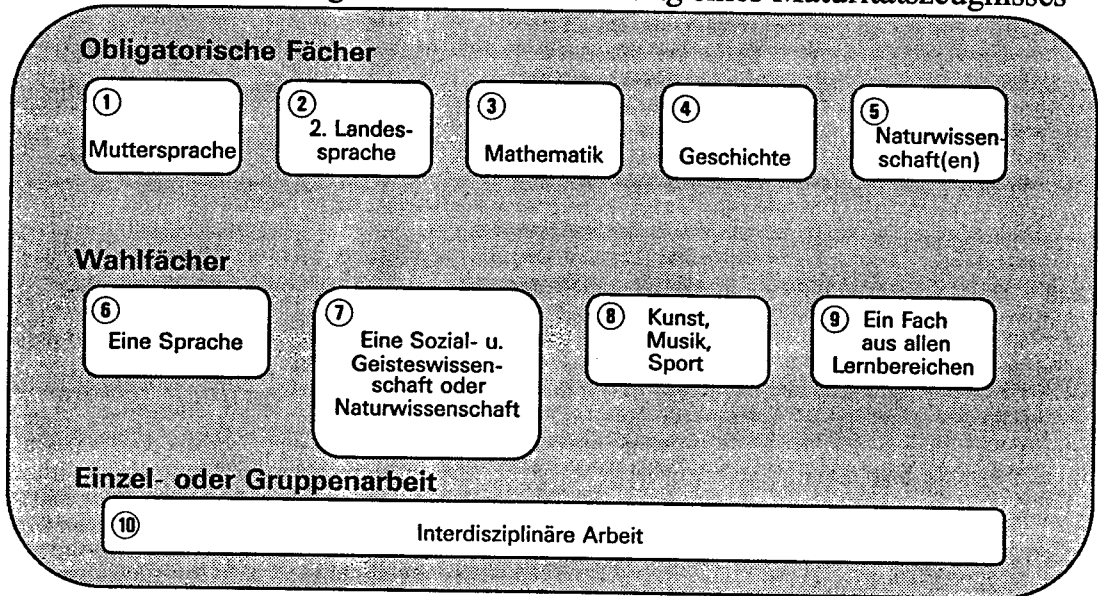 eines Maturitätszeugnisses
Obligatorische Fächer
①
Muttersprache
②
2. Landes-
sprache
③
Mathematik
④
Geschichte
⑤
Naturwissen-
schaft(en)
Wahlfächer
⑥
Eine Sprache
⑦
Eine Sozial- u.
Geisteswissen-
schaft oder
Naturwissenschaft
⑧ Kunst,
Musik,
Sport
⑨ Ein Fach
aus allen
Lernbereichen
Einzel- oder Gruppenarbeit
⑩ Interdisziplinäre Arbeit